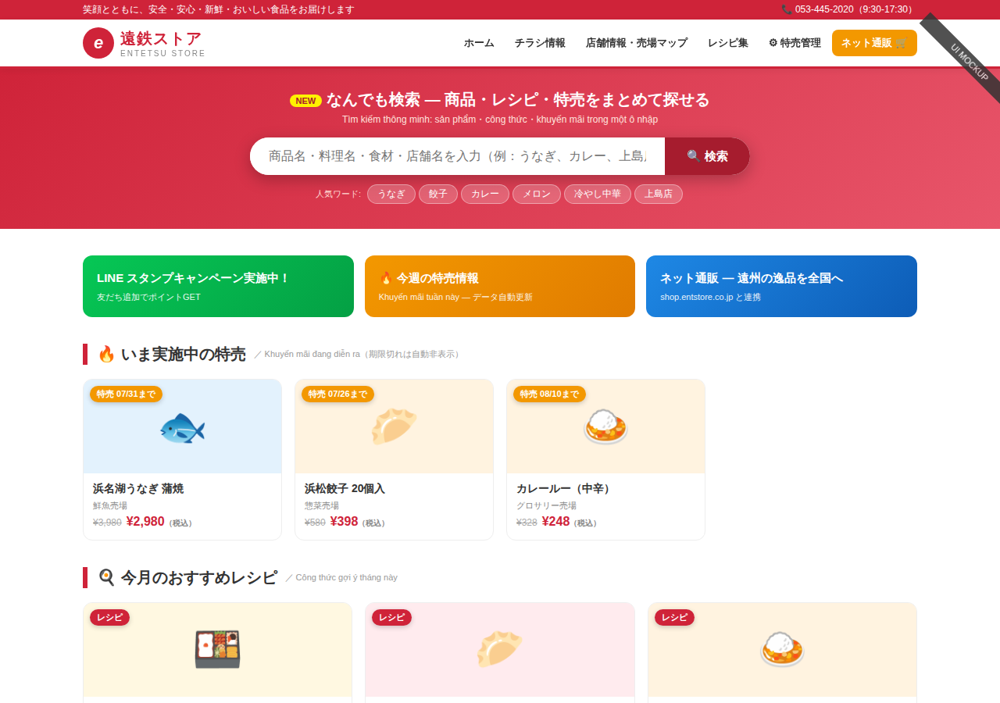 笑顔とともに、安全・安心・新鮮・おいしい食品をお届けします
📞 053-445-2020（9:30-17:30）
e 遠鉄ストア
ENTETSU STORE
ホーム チラシ情報 店舗情報・売場マップ レシピ集 ⚙ 特売管理 ネット通販 🛒
UI MOCKUP
NEW なんでも検索 — 商品・レシピ・特売をまとめて探せる
Tìm kiếm thông minh: sản phẩm・công thức・khuyến mãi trong một ô nhập
商品名・料理名・食材・店舗名を入力（例：うなぎ、カレー、上島
🔍 検索
人気ワード: うなぎ 餃子 カレー メロン 冷やし中華 上島店
LINE スタンプキャンペーン実施中！
友だち追加でポイントGET
🔥 今週の特売情報
Khuyến mãi tuần này — データ自動更新
ネット通販 — 遠州の逸品を全国へ
shop.entstore.co.jp と連携
🔥 いま実施中の特売 ／ Khuyến mãi đang diễn ra（期限切れは自動非表示）
特売 07/31まで
浜名湖うなぎ 蒲焼
鮮魚売場
¥3,980 ¥2,980（税込）
特売 07/26まで
浜松餃子 20個入
惣菜売場
¥580 ¥398（税込）
特売 08/10まで
カレールー（中辛）
グロサリー売場
¥328 ¥248（税込）
🍳 今月のおすすめレシピ ／ Công thức gợi ý tháng này
レシピ
レシピ
レシピ